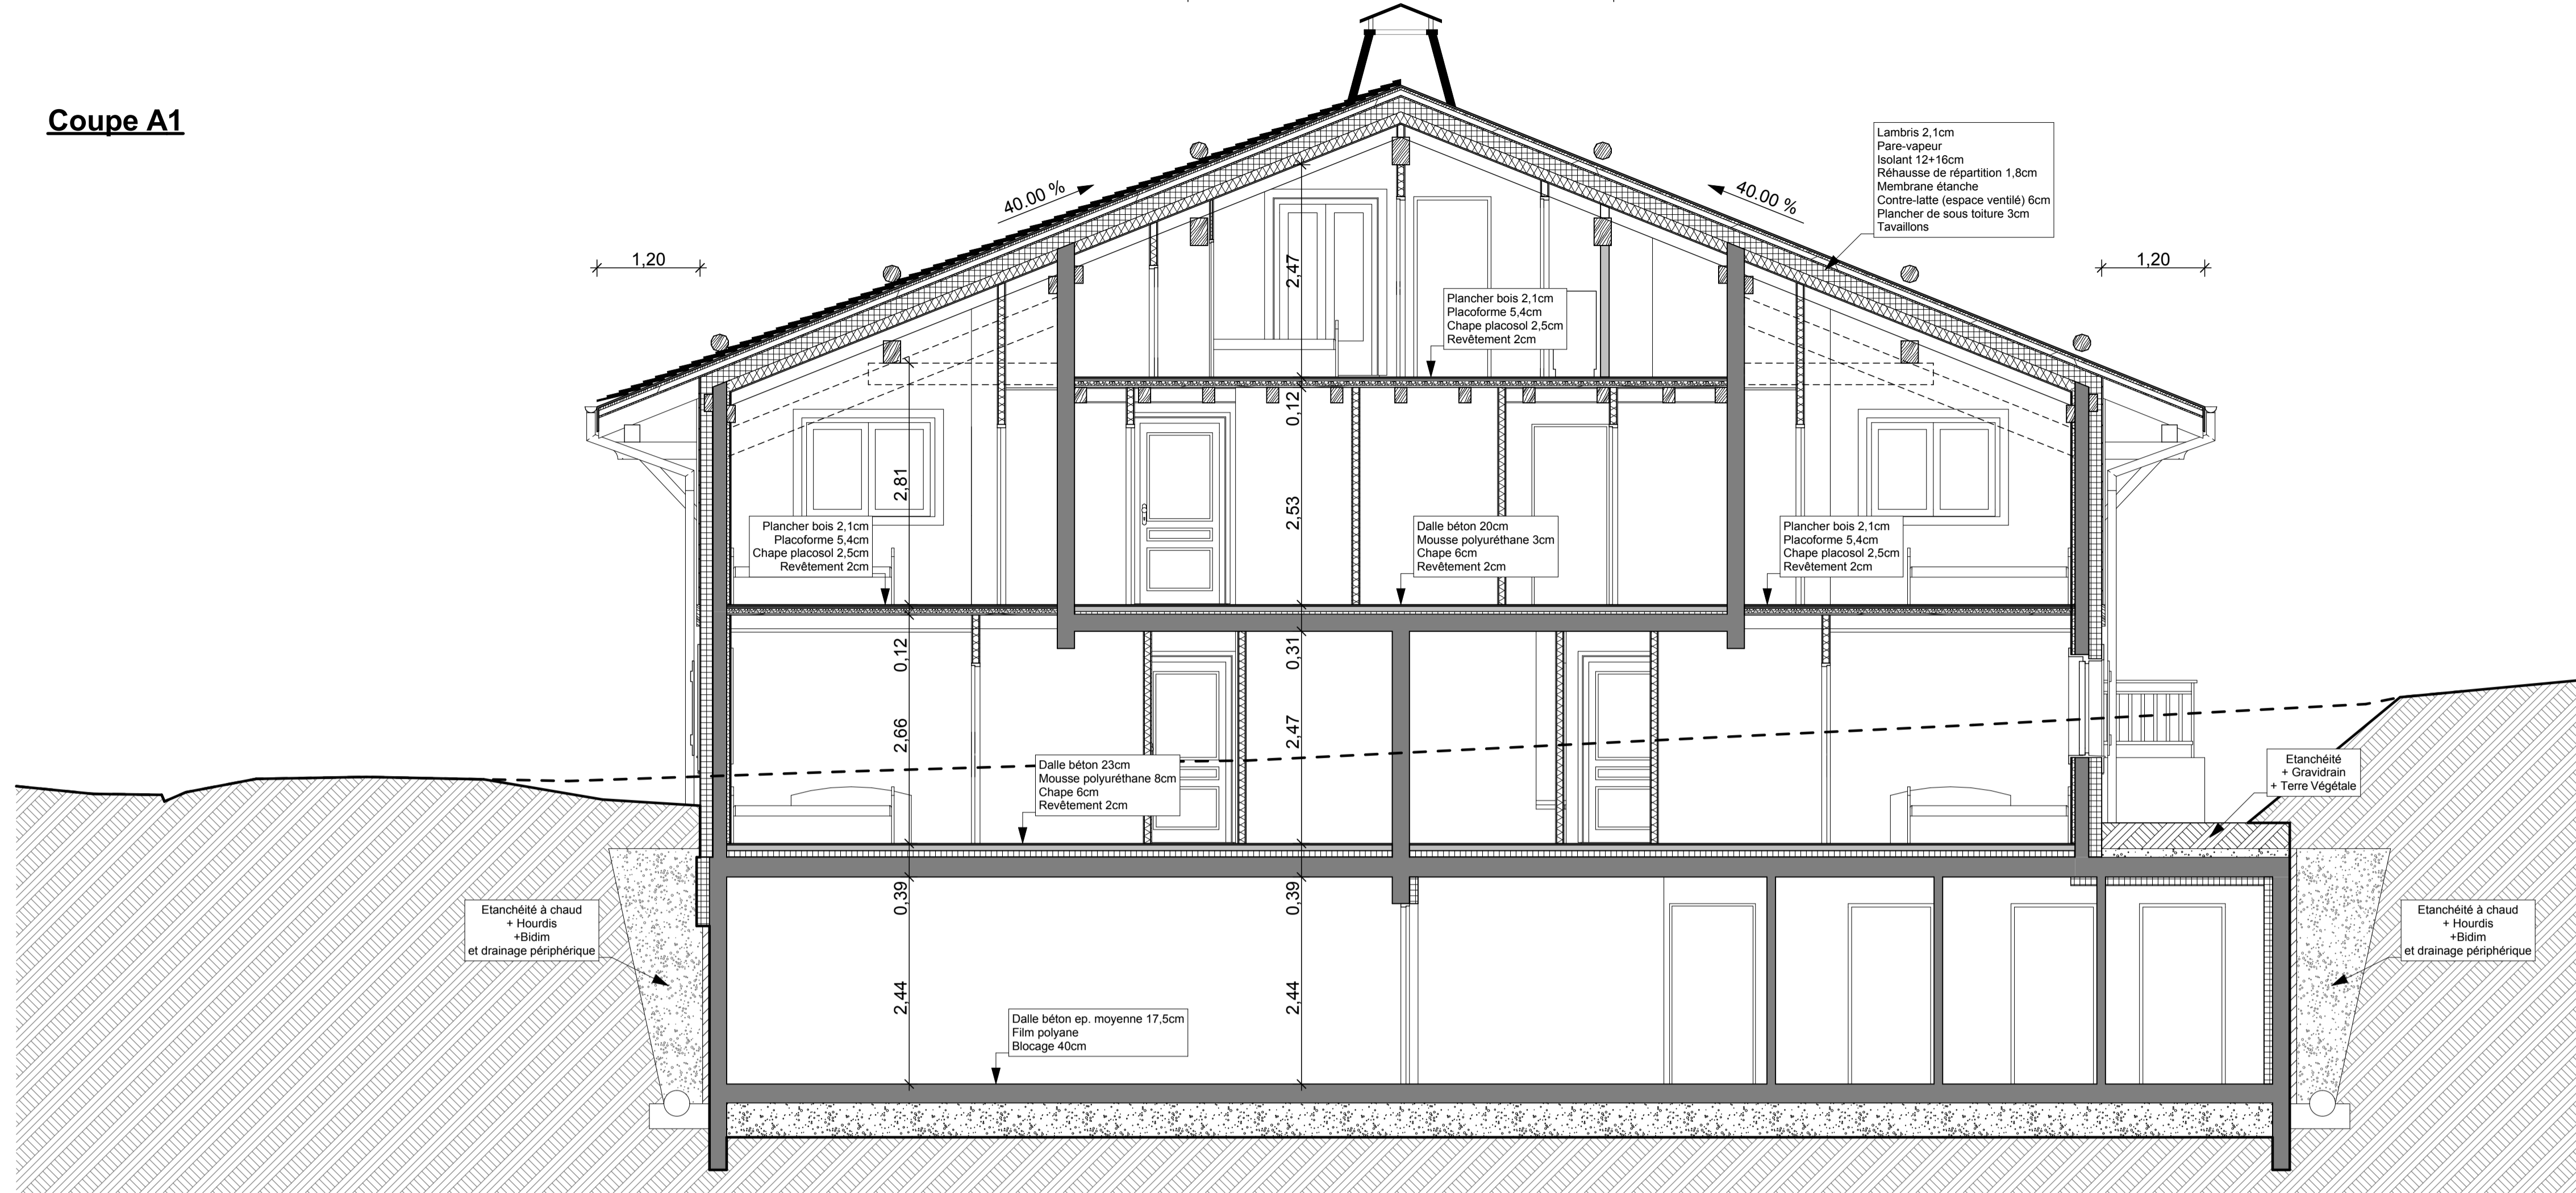 Coupe A1
Lambris 2,1cm
Pare-vapeur
Isolant 12+16cm
Réhausse de répartition 1,8cm
Membrane étanche
Contre-latte (espace ventilé) 6cm
Plancher de sous toiture 3cm
Tavaillons
40.00 %
40.00 %
1,20
1,20
2,47
Plancher bois 2,1cm
Placoforme 5,4cm
Chape placosol 2,5cm
Revêtement 2cm
0,12
2,81
2,53
Plancher bois 2,1cm
Placoforme 5,4cm
Chape placosol 2,5cm
Revêtement 2cm
Dalle béton 20cm
Mousse polyuréthane 3cm
Chape 6cm
Revêtement 2cm
Plancher bois 2,1cm
Placoforme 5,4cm
Chape placosol 2,5cm
Revêtement 2cm
0,12
0,31
2,66
2,47
Dalle béton 23cm
Mousse polyuréthane 8cm
Chape 6cm
Revêtement 2cm
Etanchéité
+ Gravidrain
+ Terre Végétale
0,39
0,39
Etanchéité à chaud
+ Hourdis
+Bidim
et drainage périphérique
Etanchéité à chaud
+ Hourdis
+Bidim
et drainage périphérique
2,44
2,44
Dalle béton ep. moyenne 17,5cm
Film polyane
Blocage 40cm